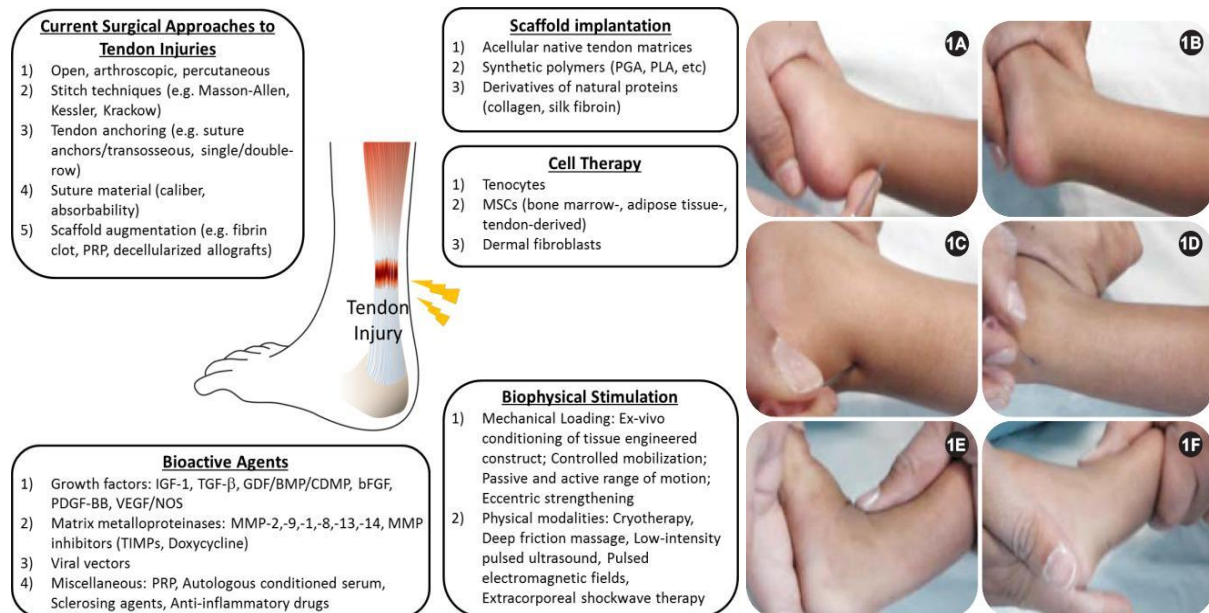 Current Surgical Approaches to
Tendon Injuries
1) Open, arthroscopic, percutaneous
2) Stitch techniques (e.g. Masson-Allen,
Kessler, Krackow)
3) Tendon anchoring (e.g. suture
anchors/transosseous, single/double-
row)
4) Suture material (caliber,
absorbability)
5) Scaffold augmentation (e.g. fibrin
clot, PRP, decellularized allografts)
Scaffold implantation
1) Acellular native tendon matrices
2) Synthetic polymers (PGA, PLA, etc)
3) Derivatives of natural proteins
(collagen, silk fibroin)
Cell Therapy
1) Tenocytes
2) MSCs (bone marrow-, adipose tissue-,
tendon-derived)
3) Dermal fibroblasts
Tendon
Injury
Bioactive Agents
1) Growth factors: IGF-1, TGF-β, GDF/BMP/CDMP, bFGF,
PDGF-BB, VEGF/NOS
2) Matrix metalloproteinases: MMP-2,-9,-1,-8,-13,-14, MMP
inhibitors (TIMPs, Doxycycline)
3) Viral vectors
4) Miscellaneous: PRP, Autologous conditioned serum,
Sclerosing agents, Anti-inflammatory drugs
Biophysical Stimulation
1) Mechanical Loading: Ex-vivo
conditioning of tissue engineered
construct; Controlled mobilization;
Passive and active range of motion;
Eccentric strengthening
2) Physical modalities: Cryotherapy,
Deep friction massage, Low-intensity
pulsed ultrasound, Pulsed
electromagnetic fields,
Extracorporeal shockwave therapy
1A
1B
1C
1D
1E
1F